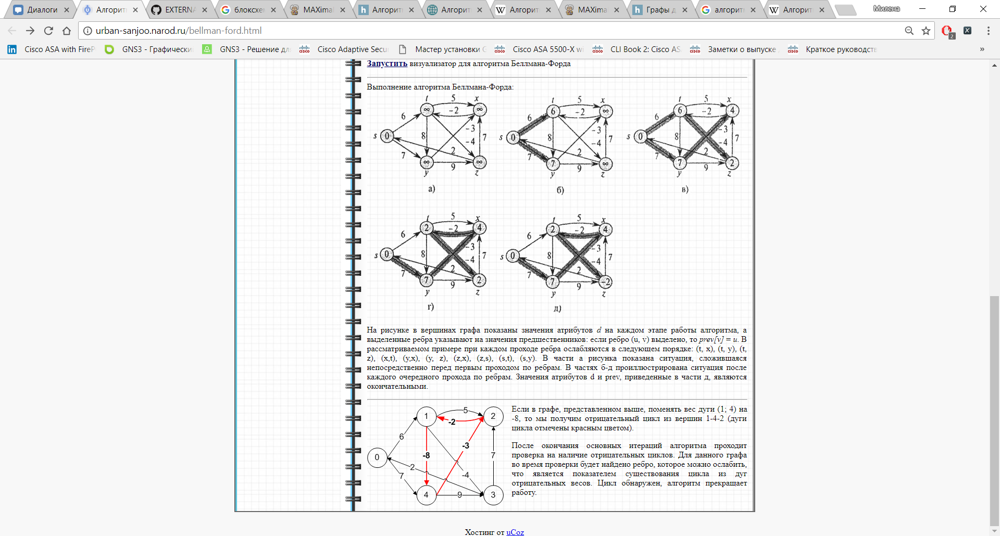 Диалоги
Алгорит
EXTERNA
блоксхе
MAXima
Алгорит
Алгорит
Алгорит
MAXima
Графы д
алгорит
Алгорит
Милена
urban-sanjoo.narod.ru/bellman-ford.html
2
Cisco ASA with FireP
GNS3 - Графически
GNS3 - Решение дл
Cisco Adaptive Secu
Мастер установки
Cisco ASA 5500-X wi
CLI Book 2: Cisco AS
Заметки о выпуске
Краткое руководств
»
Запустить визуализатор для алгоритма Беллмана-Форда
Выполнение алгоритма Беллмана-Форда:
t 5 x
∞ -2 ∞
6
s 0 8 -3 -4 7
7 2
∞ 9 ∞
y z
а)
t 5 x
6 -2 ∞
6
s 0 8 -3 -4 7
7 2
7 9 ∞
y z
б)
t 5 x
6 -2 4
6
s 0 8 -3 -4 7
7 2
7 9 2
y z
в)
t 5 x
2 -2 4
6
s 0 8 -3 -4 7
7 2
7 9 2
y z
г)
t 5 x
2 -2 4
6
s 0 8 -3 -4 7
7 2
7 9 -2
y z
д)
На рисунке в вершинах графа показаны значения атрибутов d на каждом этапе работы алгоритма, а
выделенные ребра указывают на значения предшественников: если ребро (u, v) выделено, то prev[v] = u. В
рассматриваемом примере при каждом проходе ребра ослабляются в следующем порядке: (t, x), (t, y), (t,
z), (x,t), (y,x), (y, z), (z,x), (z,s), (s,t), (s,y). В части а рисунка показана ситуация, сложившаяся
непосредственно перед первым проходом по ребрам. В частях б-д проиллюстрирована ситуация после
каждого очередного прохода по ребрам. Значения атрибутов d и prev, приведенные в части д, являются
окончательными.
1 5 2
-2
6
-3
0 -8 7
2
7 -4
4 9 3
Если в графе, представленном выше, поменять вес дуги (1; 4) на
-8, то мы получим отрицательный цикл из вершин 1-4-2 (дуги
цикла отмечены красным цветом).
После окончания основных итераций алгоритма проходит
проверка на наличие отрицательных циклов. Для данного графа
во время проверки будет найдено ребро, которое можно ослабить,
что является показателем существования цикла из дуг
отрицательных весов. Цикл обнаружен, алгоритм прекращает
работу.
Хостинг от uCoz